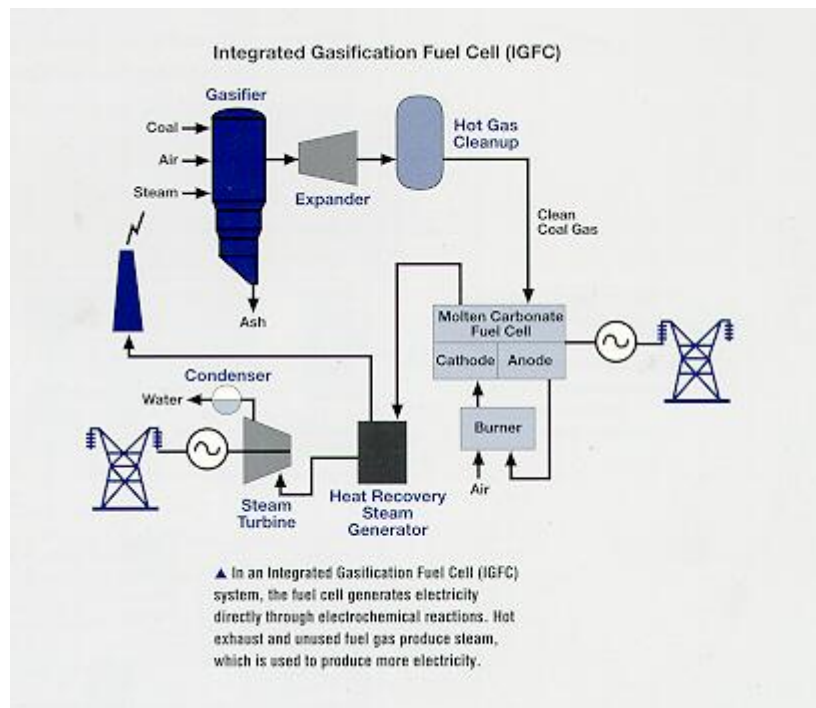 Integrated Gasification Fuel Cell (IGFC)
Gasifier
Coal
Air
Steam
Expander
Hot Gas
Cleanup
Clean
Coal Gas
Ash
Molten Carbonate
Fuel Cell
Cathode
Anode
Burner
Air
Condenser
Water
Steam
Turbine
Heat Recovery
Steam
Generator
▲ In an Integrated Gasification Fuel Cell (IGFC)
system, the fuel cell generates electricity
directly through electrochemical reactions. Hot
exhaust and unused fuel gas produce steam,
which is used to produce more electricity.